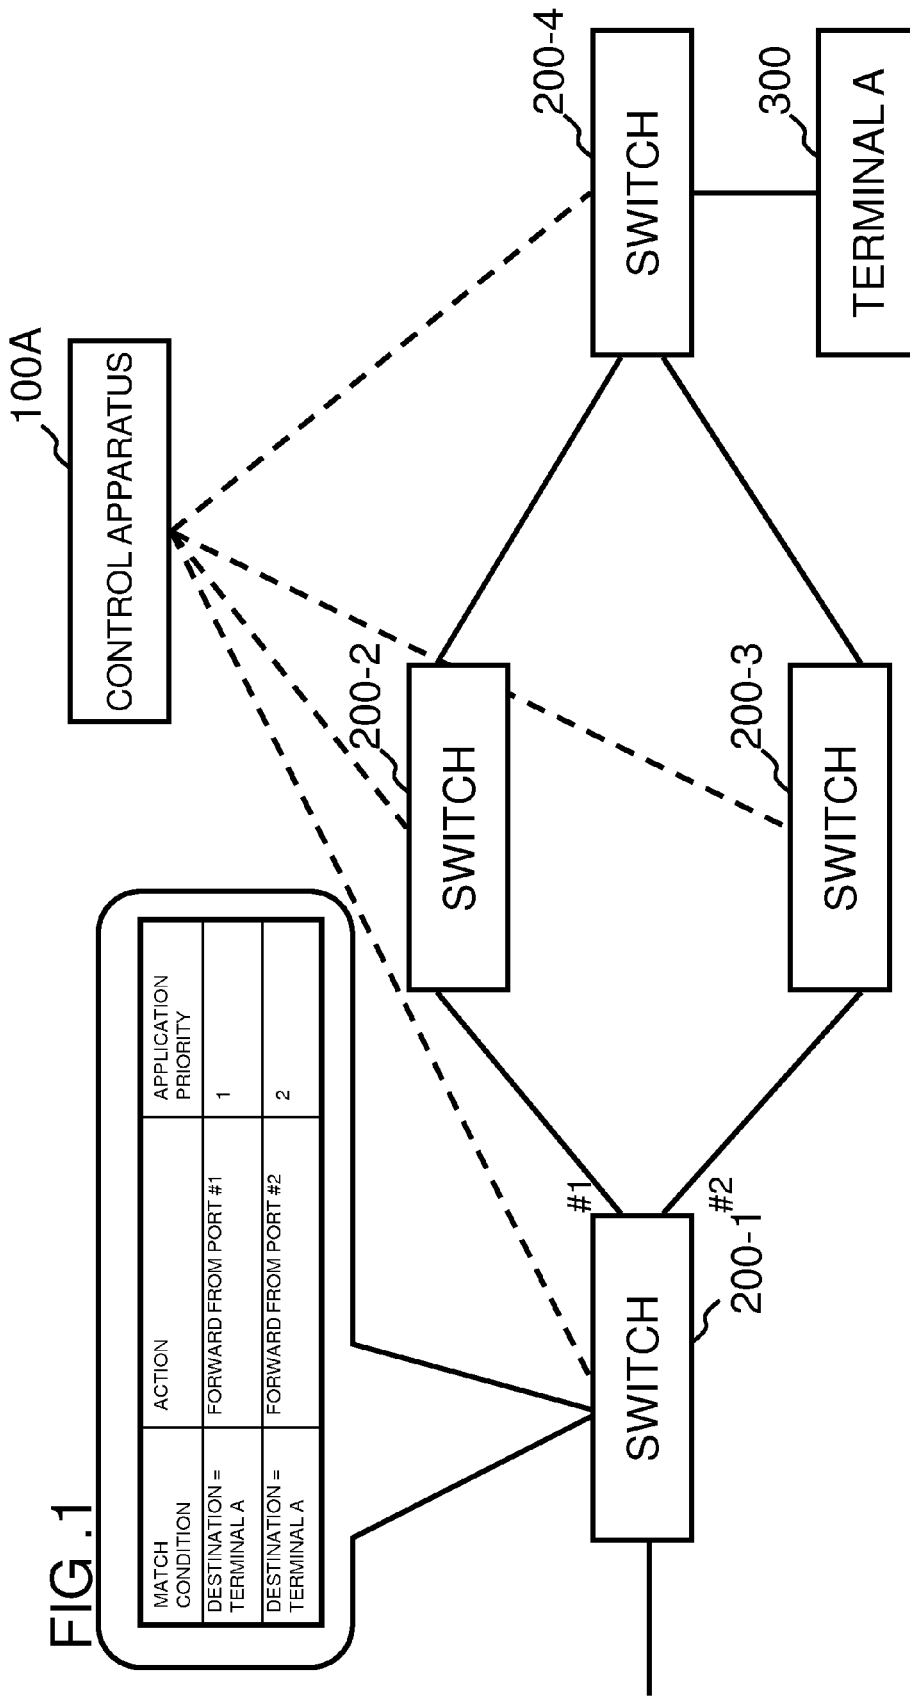 FIG.1
MATCH CONDITION
ACTION
APPLICATION PRIORITY
DESTINATION = TERMINAL A
FORWARD FROM PORT #1
1
DESTINATION = TERMINAL A
FORWARD FROM PORT #2
2
CONTROL APPARATUS
100A
SWITCH
200-1
#1
#2
SWITCH
200-2
SWITCH
200-3
SWITCH
200-4
TERMINAL A
300